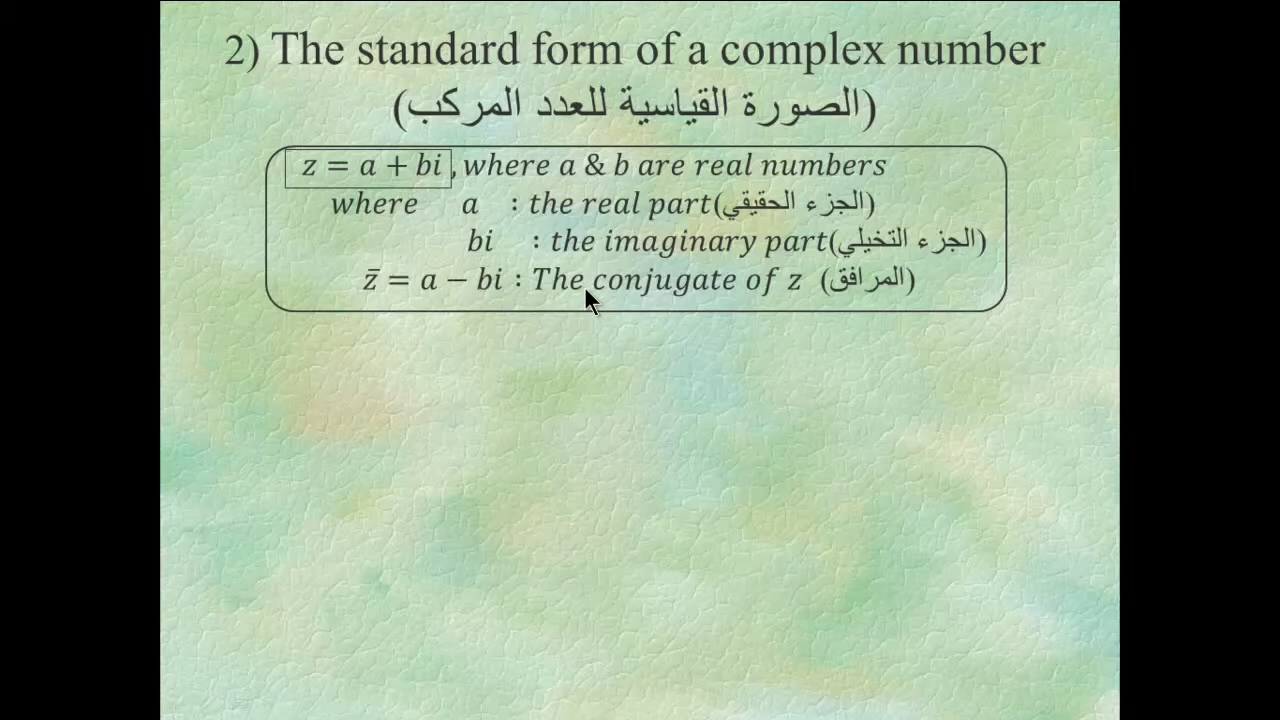 2) The standard form of a complex number
(الصورة القياسية للعدد المركب)
z = a + bi , where a & b are real numbers
where a : the real part(الجزء الحقيقي)
bi : the imaginary part(الجزء التخيلي)
z̄ = a − bi : The conjugate of z (المرافق)